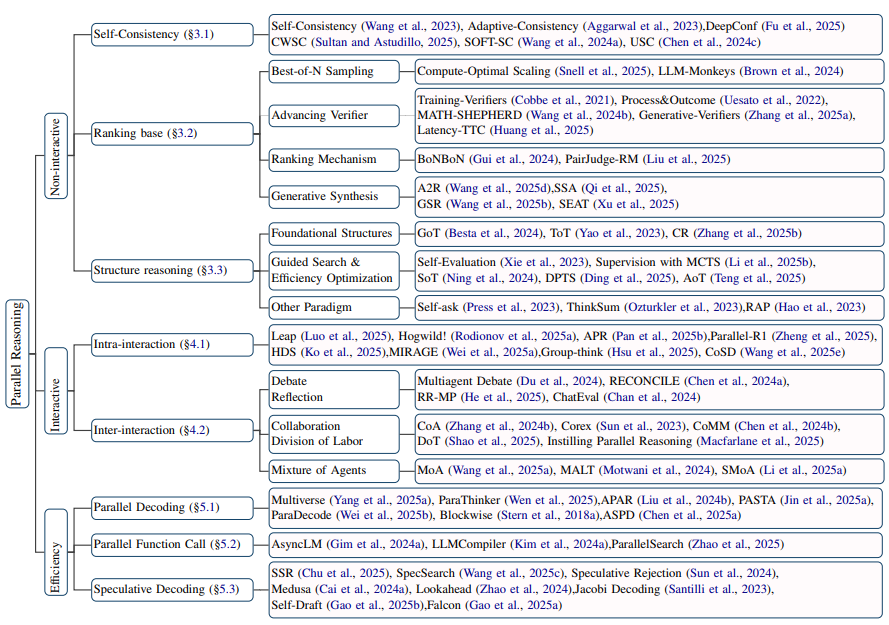 Parallel Reasoning
Non-interactive
Self-Consistency (§3.1)
Self-Consistency (Wang et al., 2023), Adaptive-Consistency (Aggarwal et al., 2023),DeepConf (Fu et al., 2025)
CWSC (Sultan and Astudillo, 2025), SOFT-SC (Wang et al., 2024a), USC (Chen et al., 2024c)
Ranking base (§3.2)
Best-of-N Sampling
Compute-Optimal Scaling (Snell et al., 2025), LLM-Monkeys (Brown et al., 2024)
Advancing Verifier
Training-Verifiers (Cobbe et al., 2021), Process&Outcome (Uesato et al., 2022),
MATH-SHEPHERD (Wang et al., 2024b), Generative-Verifiers (Zhang et al., 2025a),
Latency-TTC (Huang et al., 2025)
Ranking Mechanism
BoNBoN (Gui et al., 2024), PairJudge-RM (Liu et al., 2025)
Generative Synthesis
A2R (Wang et al., 2025d),SSA (Qi et al., 2025),
GSR (Wang et al., 2025b), SEAT (Xu et al., 2025)
Structure reasoning (§3.3)
Foundational Structures
GoT (Besta et al., 2024), ToT (Yao et al., 2023), CR (Zhang et al., 2025b)
Guided Search &
Efficiency Optimization
Self-Evaluation (Xie et al., 2023), Supervision with MCTS (Li et al., 2025b),
SoT (Ning et al., 2024), DPTS (Ding et al., 2025), AoT (Teng et al., 2025)
Other Paradigm
Self-ask (Press et al., 2023), ThinkSum (Ozturkler et al., 2023),RAP (Hao et al., 2023)
Interactive
Intra-interaction (§4.1)
Leap (Luo et al., 2025), Hogwild! (Rodionov et al., 2025a), APR (Pan et al., 2025b),Parallel-R1 (Zheng et al., 2025),
HDS (Ko et al., 2025),MIRAGE (Wei et al., 2025a),Group-think (Hsu et al., 2025), CoSD (Wang et al., 2025e)
Inter-interaction (§4.2)
Debate
Reflection
Multiagent Debate (Du et al., 2024), RECONCILE (Chen et al., 2024a),
RR-MP (He et al., 2025), ChatEval (Chan et al., 2024)
Collaboration
Division of Labor
CoA (Zhang et al., 2024b), Corex (Sun et al., 2023), CoMM (Chen et al., 2024b),
DoT (Shao et al., 2025), Instilling Parallel Reasoning (Macfarlane et al., 2025)
Mixture of Agents
MoA (Wang et al., 2025a), MALT (Motwani et al., 2024), SMoA (Li et al., 2025a)
Efficiency
Parallel Decoding (§5.1)
Multiverse (Yang et al., 2025a), ParaThinker (Wen et al., 2025),APAR (Liu et al., 2024b), PASTA (Jin et al., 2025a),
ParaDecode (Wei et al., 2025b), Blockwise (Stern et al., 2018a),ASPD (Chen et al., 2025a)
Parallel Function Call (§5.2)
AsyncLM (Gim et al., 2024a), LLMCompiler (Kim et al., 2024a),ParallelSearch (Zhao et al., 2025)
Speculative Decoding (§5.3)
SSR (Chu et al., 2025), SpecSearch (Wang et al., 2025c), Speculative Rejection (Sun et al., 2024),
Medusa (Cai et al., 2024a), Lookahead (Zhao et al., 2024),Jacobi Decoding (Santilli et al., 2023),
Self-Draft (Gao et al., 2025b),Falcon (Gao et al., 2025a)